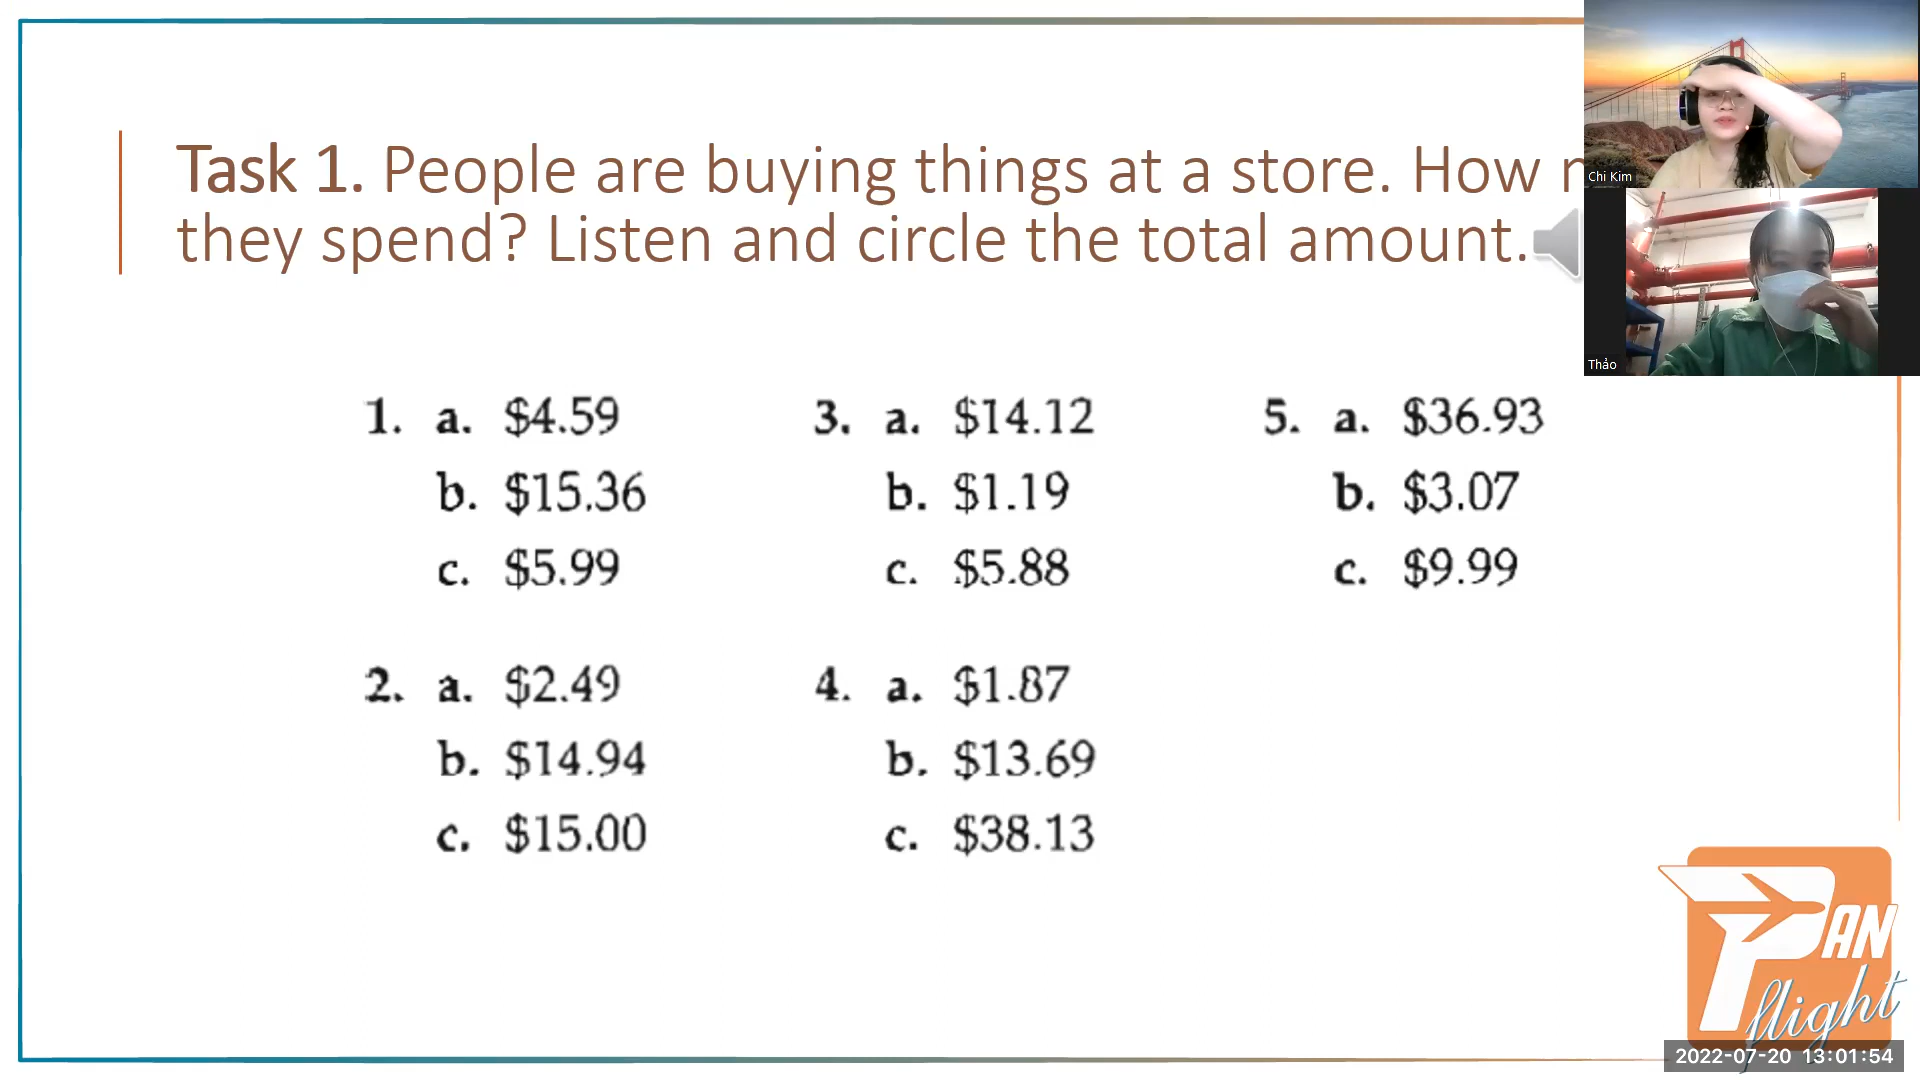 Task 1. People are buying things at a store. How
they spend? Listen and circle the total amount.
Chi Kim
Thảo
1. a. $4.59
b. $15.36
c. $5.99
2. a. $2.49
b. $14.94
c. $15.00
3. a. $14.12
b. $1.19
c. $5.88
4. a. $1.87
b. $13.69
c. $38.13
5. a. $36.93
b. $3.07
c. $9.99
PAN
flight
2022-07-20 13:01:54